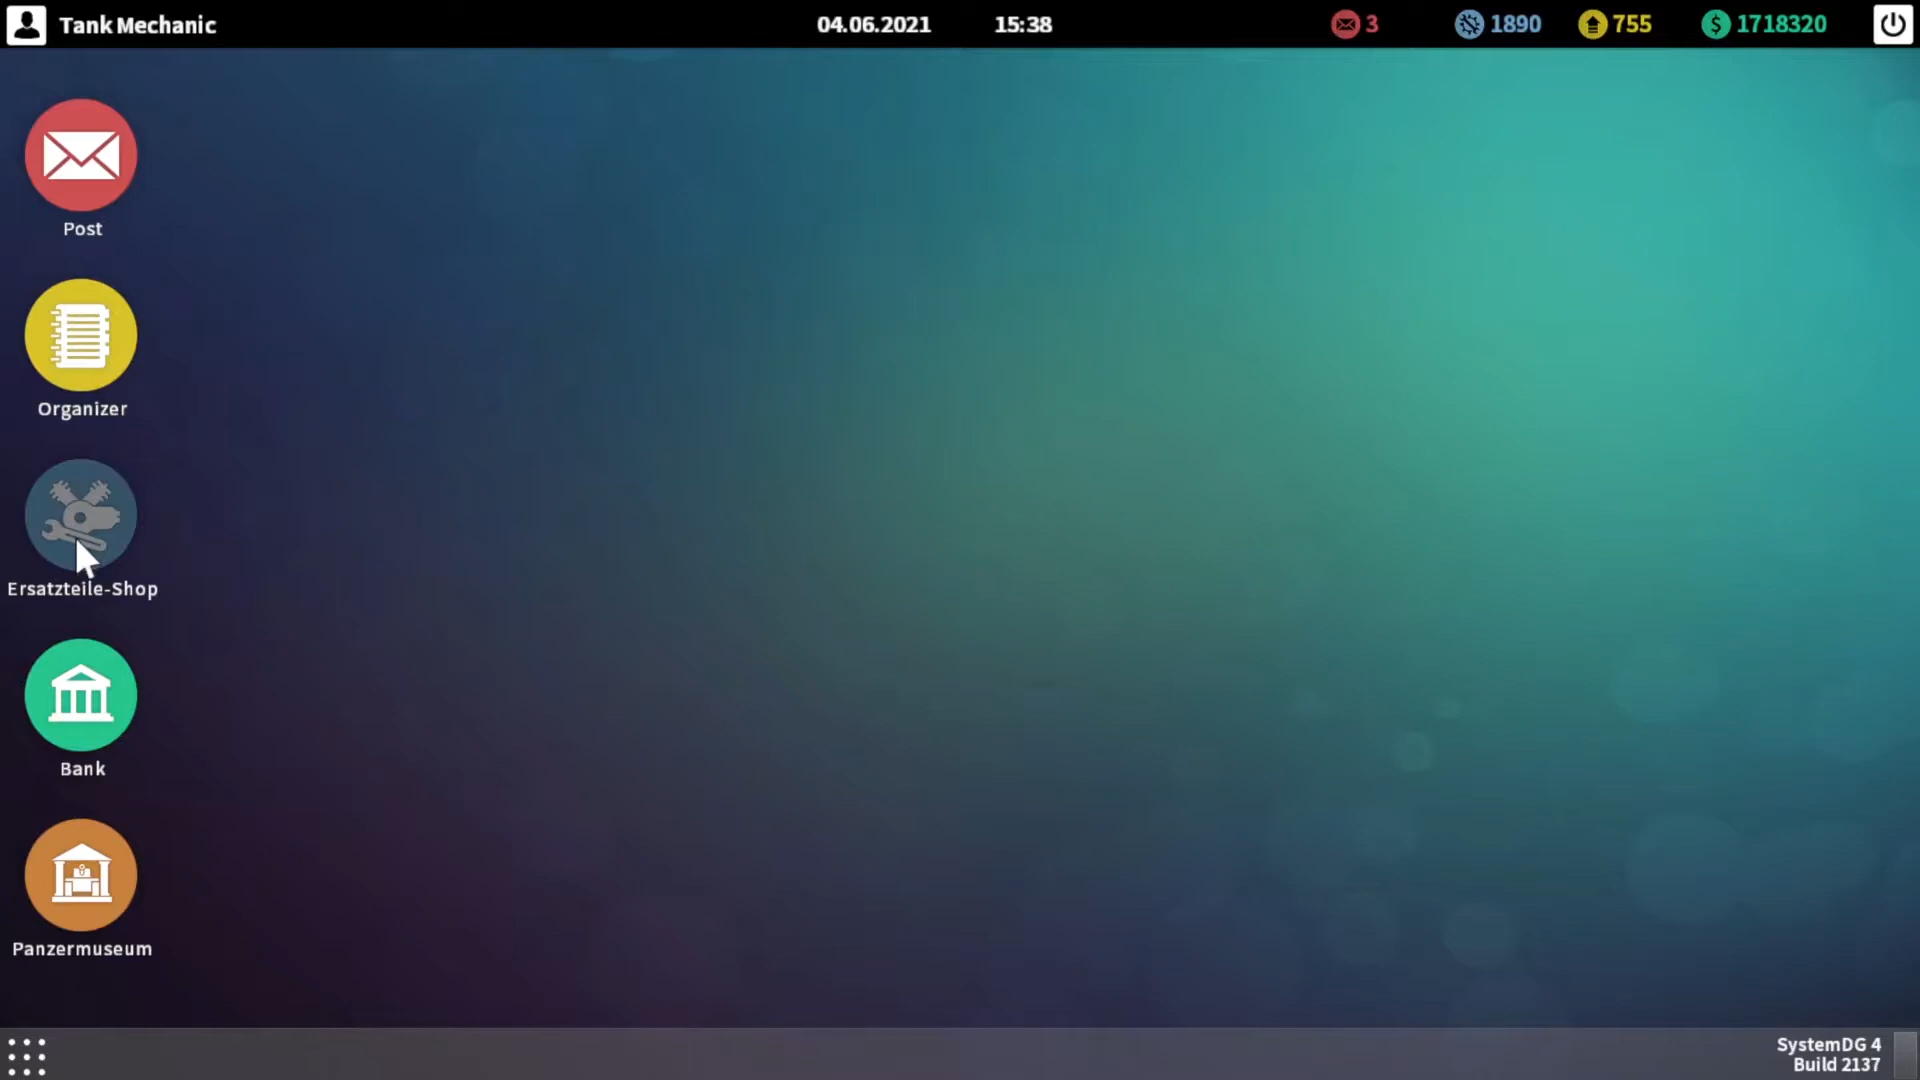 Tank Mechanic
04.06.2021
15:38
3
1890
755
1718320
Post
Organizer
Ersatzteile-Shop
Bank
Panzermuseum
SystemDG 4
Build 2137